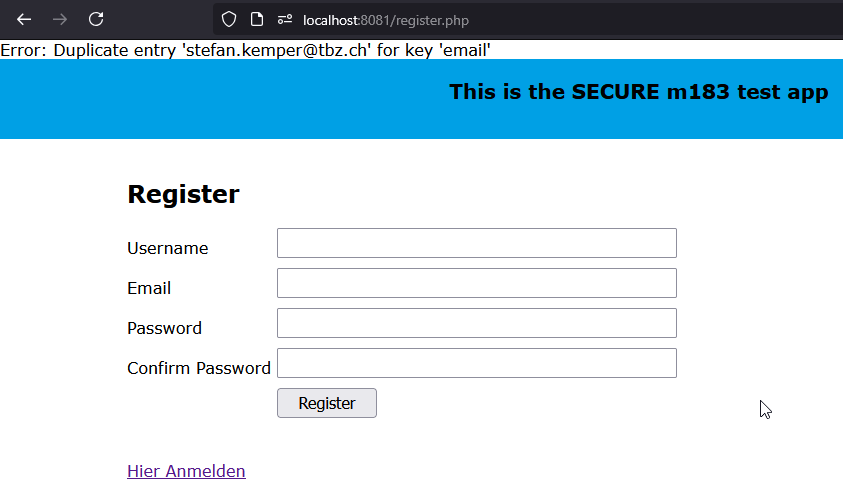 localhost:8081/register.php
Error: Duplicate entry 'stefan.kemper@tbz.ch' for key 'email'
This is the SECURE m183 test app
Register
Username
Email
Password
Confirm Password
Register
Hier Anmelden